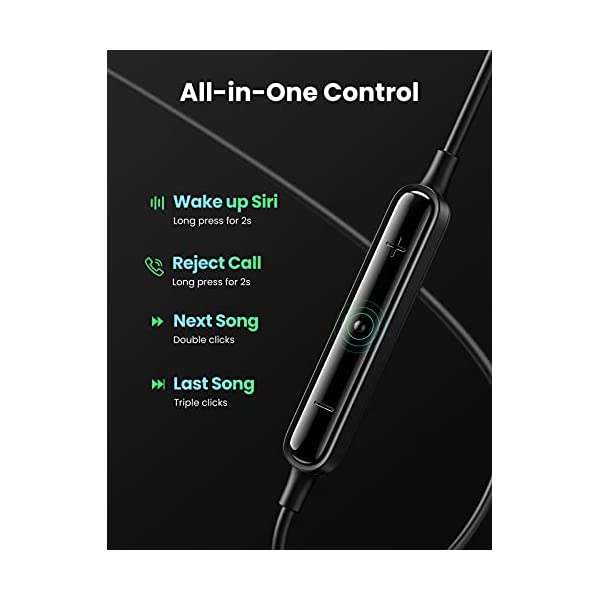 All-in-One Control
Wake up Siri
Long press for 2s
Reject Call
Long press for 2s
Next Song
Double clicks
Last Song
Triple clicks